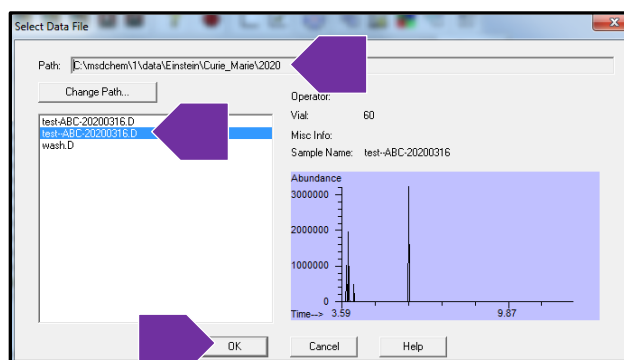 Select Data File
Path: C:\msdchem\1\data\Einstein\Curie_Marie\2020
Change Path...
Operator:
Vial: 60
Misc Info:
Sample Name: test--ABC-20200316
test-ABC-20200316.D
test--ABC-20200316.D
wash.D
Abundance
3000000
2000000
1000000
0
Time--> 3.59 9.87
OK Cancel Help